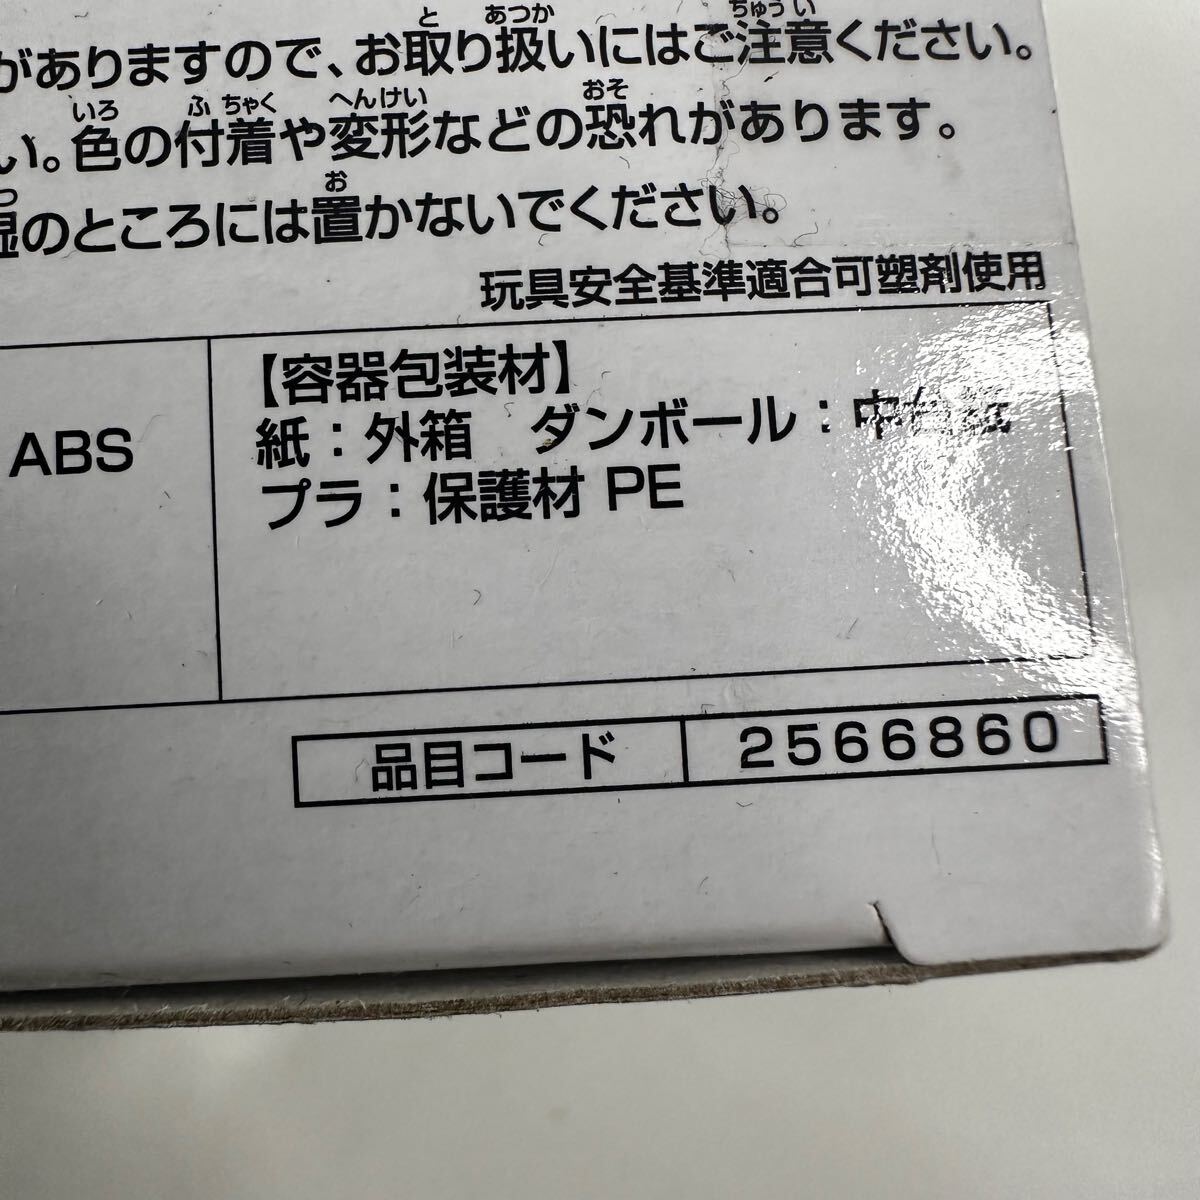 がありますので、お取り扱いにはご注意ください。
い。色の付着や変形などの恐れがあります。
湿のところには置かないでください。
玩具安全基準適合可塑剤使用
ABS
【容器包装材】
紙：外箱　ダンボール：中台紙
プラ：保護材 PE
品目コード 2566860